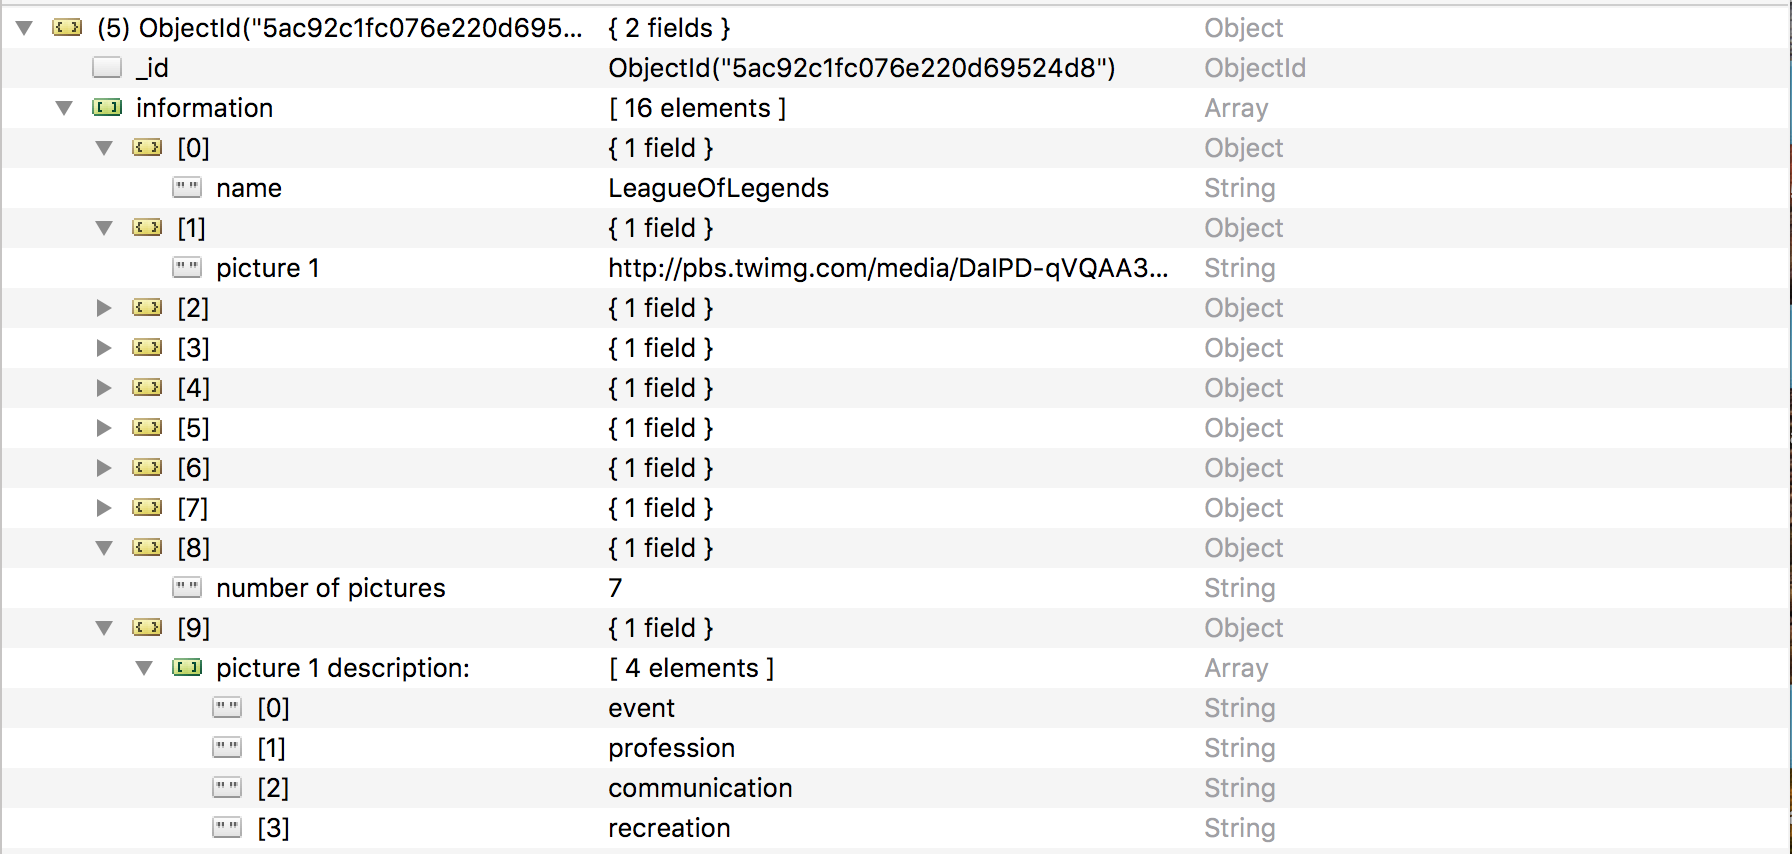 (5) ObjectId("5ac92c1fc076e220d695... { 2 fields } Object
_id ObjectId("5ac92c1fc076e220d69524d8") ObjectId
information [ 16 elements ] Array
[0] { 1 field } Object
name LeagueOfLegends String
[1] { 1 field } Object
picture 1 http://pbs.twimg.com/media/DaIPD-qVQAA3... String
[2] { 1 field } Object
[3] { 1 field } Object
[4] { 1 field } Object
[5] { 1 field } Object
[6] { 1 field } Object
[7] { 1 field } Object
[8] { 1 field } Object
number of pictures 7 String
[9] { 1 field } Object
picture 1 description: [ 4 elements ] Array
[0] event String
[1] profession String
[2] communication String
[3] recreation String